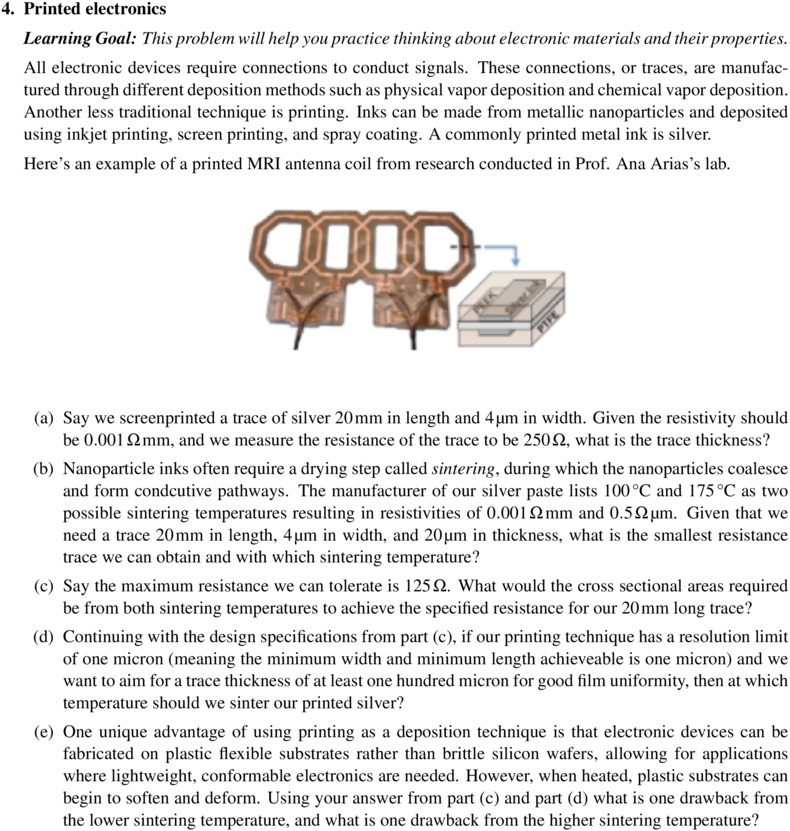 4. Printed electronics
Learning Goal: This problem will help you practice thinking about electronic materials and their properties.
All electronic devices require connections to conduct signals. These connections, or traces, are manufac-
tured through different deposition methods such as physical vapor deposition and chemical vapor deposition.
Another less traditional technique is printing. Inks can be made from metallic nanoparticles and deposited
using inkjet printing, screen printing, and spray coating. A commonly printed metal ink is silver.
Here's an example of a printed MRI antenna coil from research conducted in Prof. Ana Arias's lab.
PEEK
Silver Ink
PTFE
(a) Say we screenprinted a trace of silver 20 mm in length and 4 µm in width. Given the resistivity should
be 0.001 Ω mm, and we measure the resistance of the trace to be 250 Ω, what is the trace thickness?
(b) Nanoparticle inks often require a drying step called sintering, during which the nanoparticles coalesce
and form condcutive pathways. The manufacturer of our silver paste lists 100 °C and 175 °C as two
possible sintering temperatures resulting in resistivities of 0.001 Ω mm and 0.5 Ω µm. Given that we
need a trace 20 mm in length, 4 µm in width, and 20 µm in thickness, what is the smallest resistance
trace we can obtain and with which sintering temperature?
(c) Say the maximum resistance we can tolerate is 125 Ω. What would the cross sectional areas required
be from both sintering temperatures to achieve the specified resistance for our 20 mm long trace?
(d) Continuing with the design specifications from part (c), if our printing technique has a resolution limit
of one micron (meaning the minimum width and minimum length achieveable is one micron) and we
want to aim for a trace thickness of at least one hundred micron for good film uniformity, then at which
temperature should we sinter our printed silver?
(e) One unique advantage of using printing as a deposition technique is that electronic devices can be
fabricated on plastic flexible substrates rather than brittle silicon wafers, allowing for applications
where lightweight, conformable electronics are needed. However, when heated, plastic substrates can
begin to soften and deform. Using your answer from part (c) and part (d) what is one drawback from
the lower sintering temperature, and what is one drawback from the higher sintering temperature?